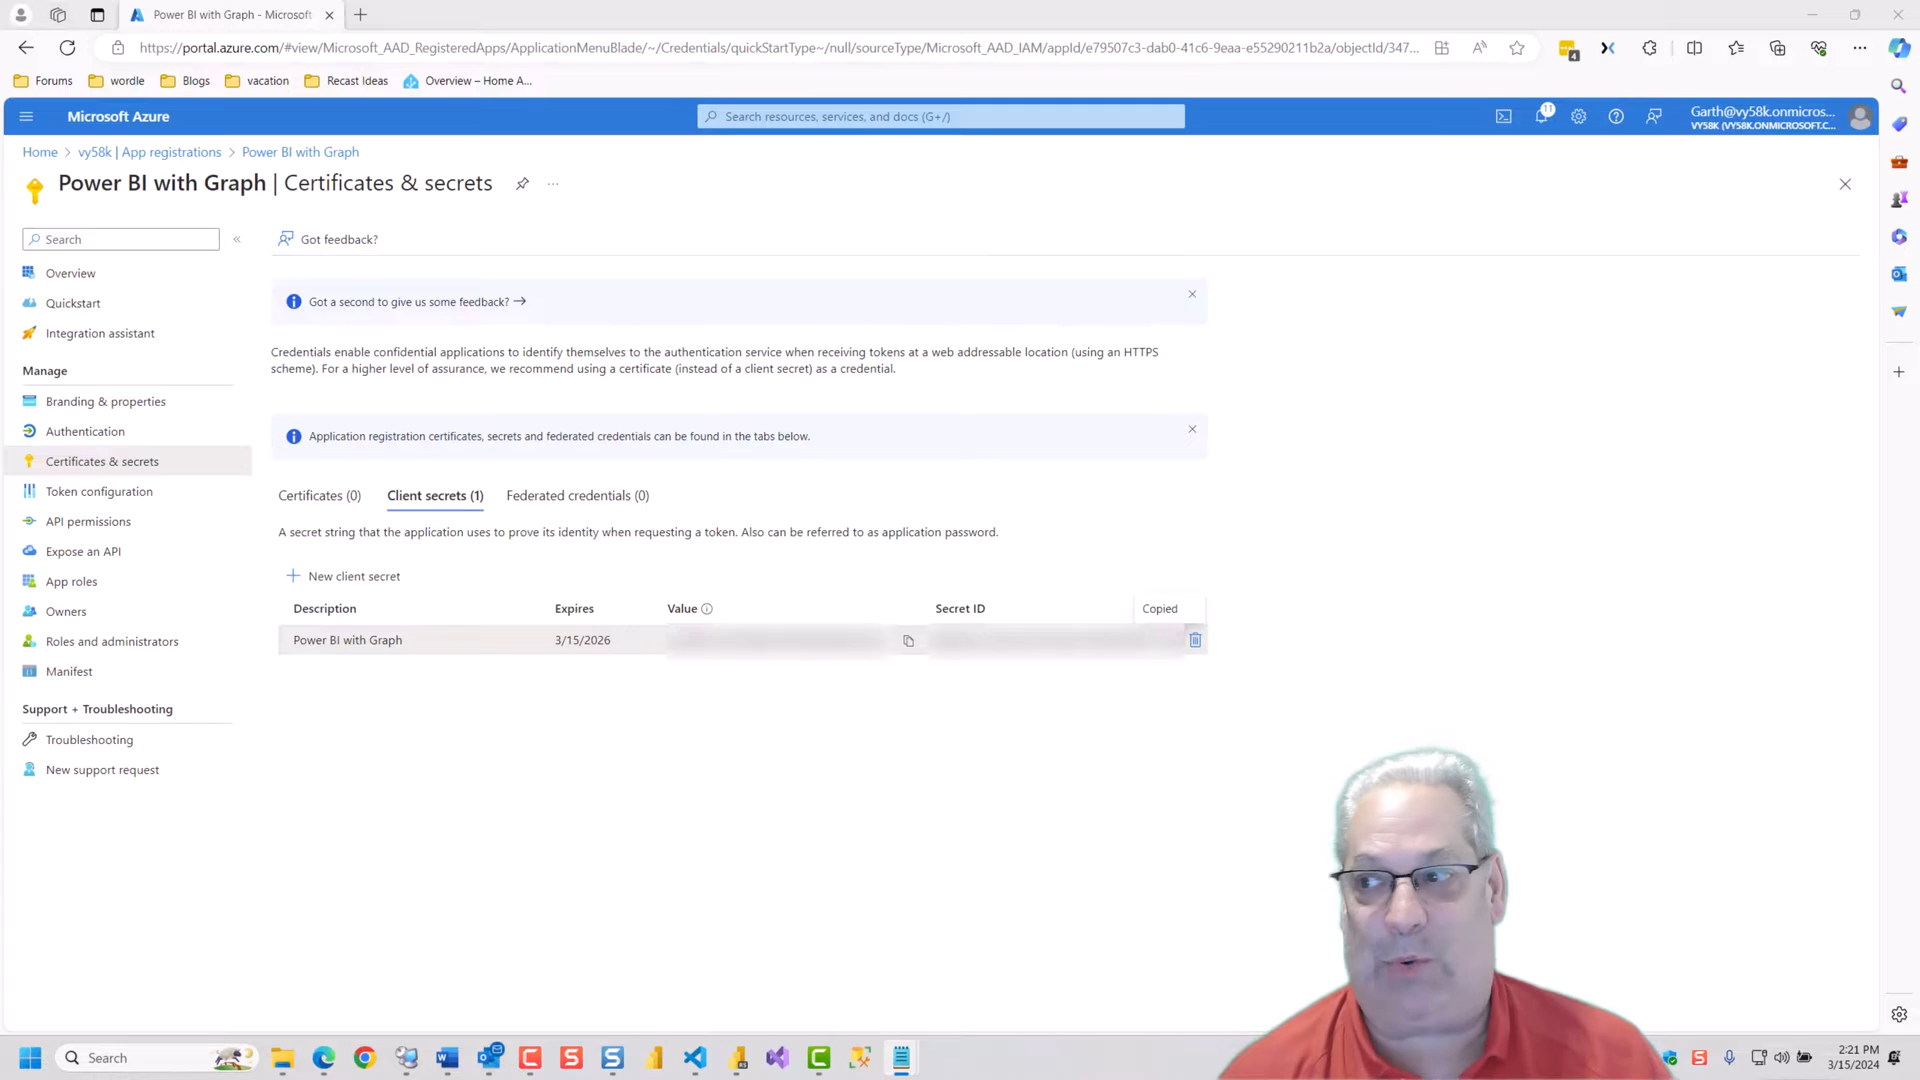 Power BI with Graph - Microsoft
https://portal.azure.com/#view/Microsoft_AAD_RegisteredApps/ApplicationMenuBlade/~/Credentials/quickStartType~/null/sourceType/Microsoft_AAD_IAM/appId/e79507c3-dab0-41c6-9eaa-e55290211b2a/objectId/347...
4
Forums
wordle
Blogs
vacation
Recast Ideas
Overview – Home A...
Microsoft Azure
Search resources, services, and docs (G+/)
11
Garth@vy58k.onmicros...
VY58K (VY58K.ONMICROSOFT.C...
Home > vy58k | App registrations > Power BI with Graph
Power BI with Graph | Certificates & secrets
Search
Got feedback?
Overview
Quickstart
Integration assistant
Manage
Branding & properties
Authentication
Certificates & secrets
Token configuration
API permissions
Expose an API
App roles
Owners
Roles and administrators
Manifest
Support + Troubleshooting
Troubleshooting
New support request
Got a second to give us some feedback?
Credentials enable confidential applications to identify themselves to the authentication service when receiving tokens at a web addressable location (using an HTTPS
scheme). For a higher level of assurance, we recommend using a certificate (instead of a client secret) as a credential.
Application registration certificates, secrets and federated credentials can be found in the tabs below.
Certificates (0)
Client secrets (1)
Federated credentials (0)
A secret string that the application uses to prove its identity when requesting a token. Also can be referred to as application password.
New client secret
Description
Expires
Value
Secret ID
Copied
Power BI with Graph
3/15/2026
Search
2:21 PM
3/15/2024